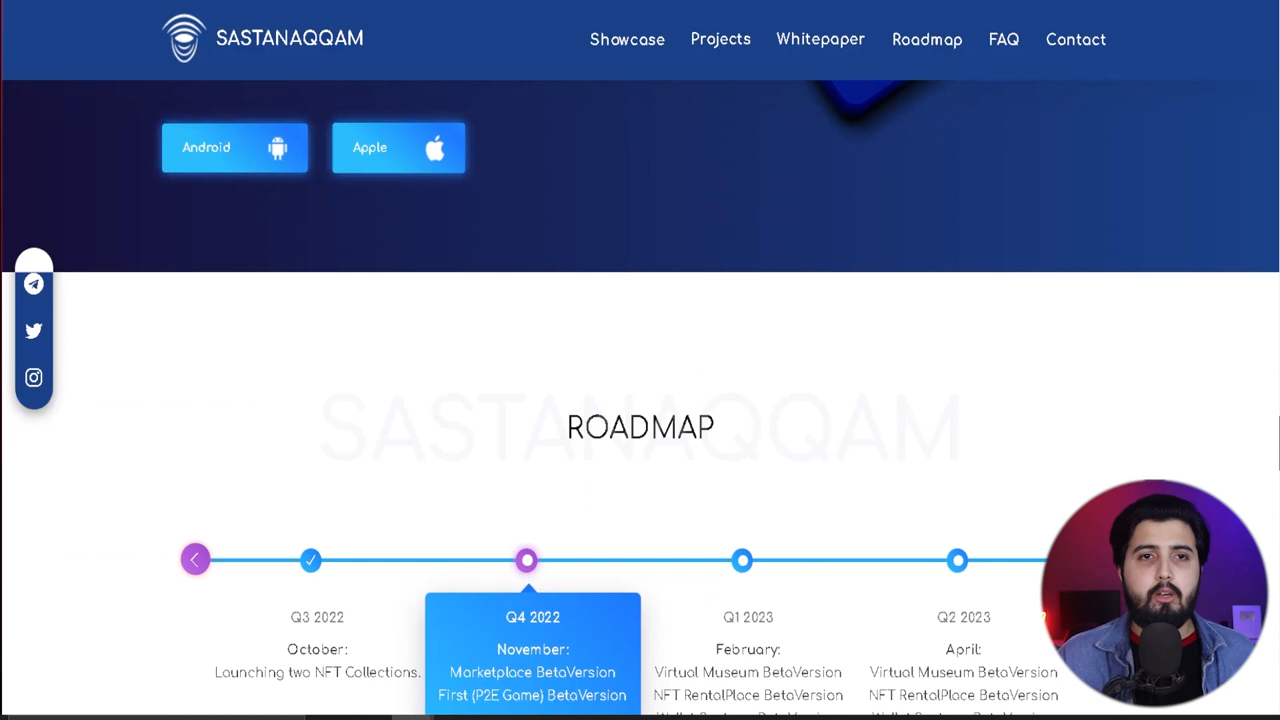 SASTANAQQAM
Showcase
Projects
Whitepaper
Roadmap
FAQ
Contact
Android
Apple
SASTANAQQAM
ROADMAP
Q3 2022
October:
Launching two NFT Collections.
Q4 2022
November:
Marketplace BetaVersion
First (P2E Game) BetaVersion
Q1 2023
February:
Virtual Museum BetaVersion
NFT RentalPlace BetaVersion
Q2 2023
April:
Virtual Museum BetaVersion
NFT RentalPlace BetaVersion